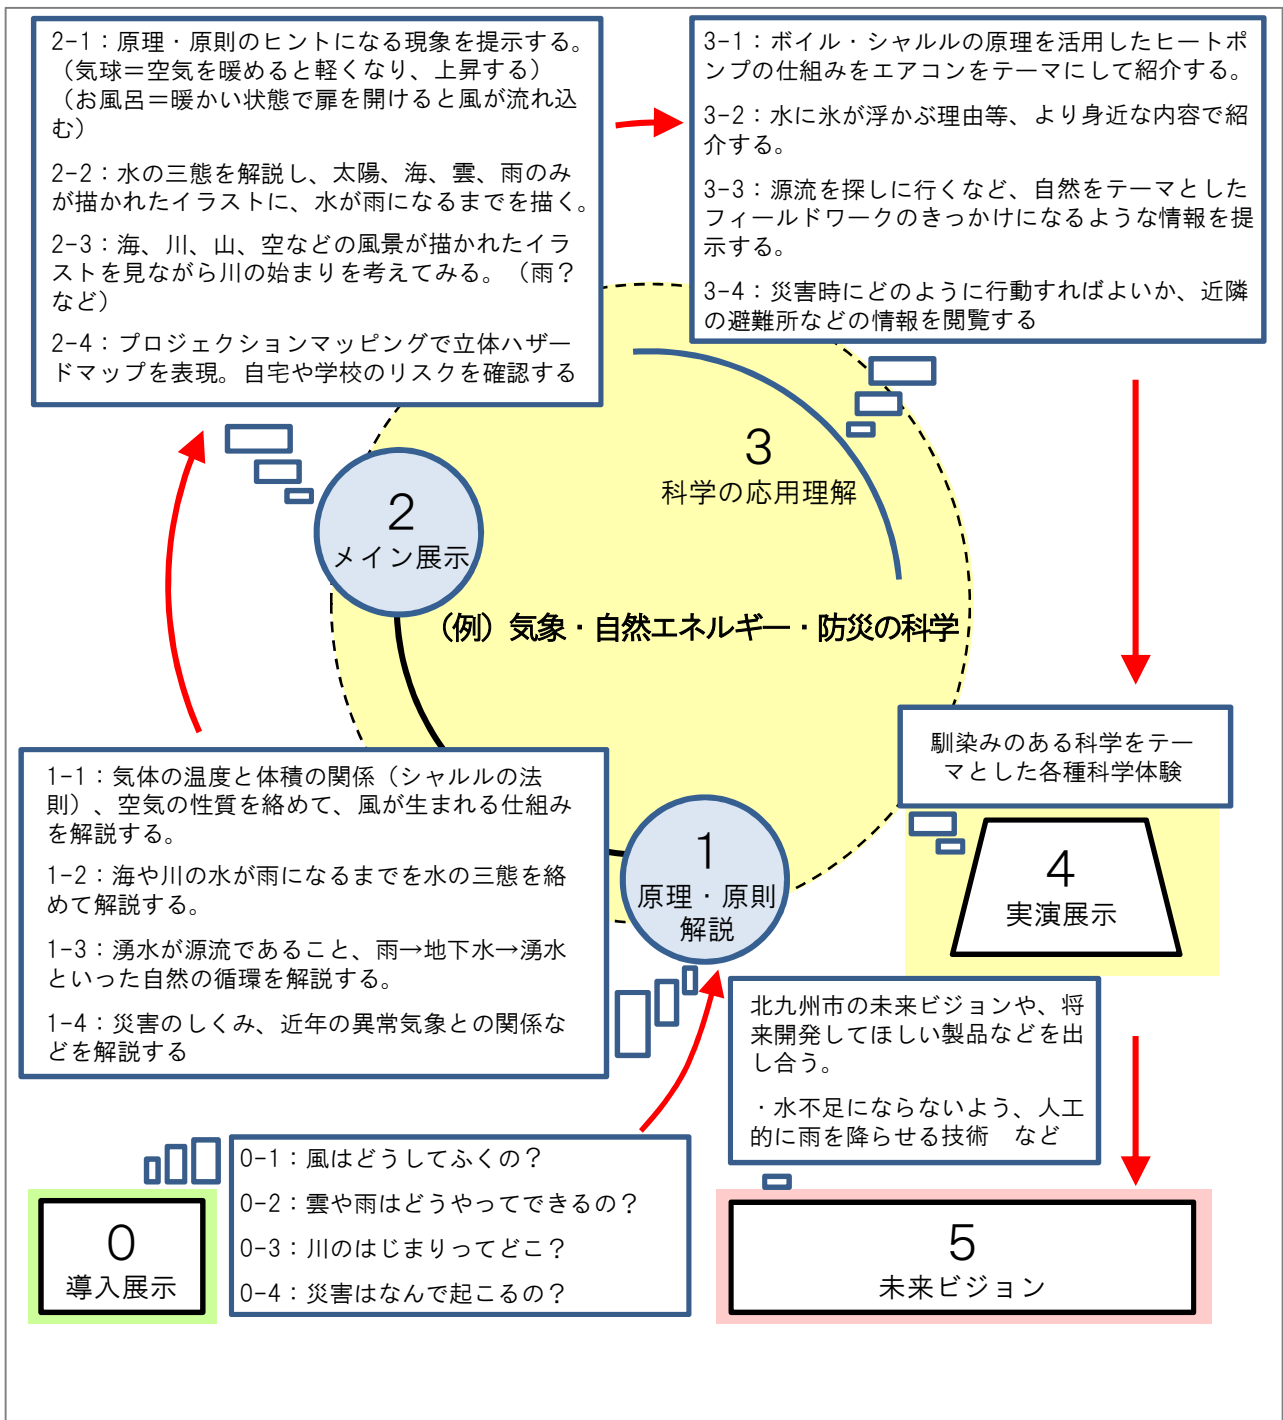 2-1：原理・原則のヒントになる現象を提示する。
（気球＝空気を暖めると軽くなり、上昇する）
（お風呂＝暖かい状態で扉を開けると風が流れ込
む）
2-2：水の三態を解説し、太陽、海、雲、雨のみ
が描かれたイラストに、水が雨になるまでを描く。
2-3：海、川、山、空などの風景が描かれたイラ
ストを見ながら川の始まりを考えてみる。（雨？
など）
2-4：プロジェクションマッピングで立体ハザー
ドマップを表現。自宅や学校のリスクを確認する
3-1：ボイル・シャルルの原理を活用したヒートポ
ンプの仕組みをエアコンをテーマにして紹介する。
3-2：水に氷が浮かぶ理由等、より身近な内容で紹
介する。
3-3：源流を探しに行くなど、自然をテーマとした
フィールドワークのきっかけになるような情報を提
示する。
3-4：災害時にどのように行動すればよいか、近隣
の避難所などの情報を閲覧する
3
科学の応用理解
2
メイン展示
（例）気象・自然エネルギー・防災の科学
馴染みのある科学をテー
マとした各種科学体験
1-1：気体の温度と体積の関係（シャルルの法
則）、空気の性質を絡めて、風が生まれる仕組み
を解説する。
1-2：海や川の水が雨になるまでを水の三態を絡
めて解説する。
1-3：湧水が源流であること、雨→地下水→湧水
といった自然の循環を解説する。
1-4：災害のしくみ、近年の異常気象との関係な
どを解説する
1
原理・原則
解説
4
実演展示
北九州市の未来ビジョンや、将
来開発してほしい製品などを出
し合う。
・水不足にならないよう、人工
的に雨を降らせる技術　など
0-1：風はどうしてふくの？
0-2：雲や雨はどうやってできるの？
0-3：川のはじまりってどこ？
0-4：災害はなんで起こるの？
0
導入展示
5
未来ビジョン